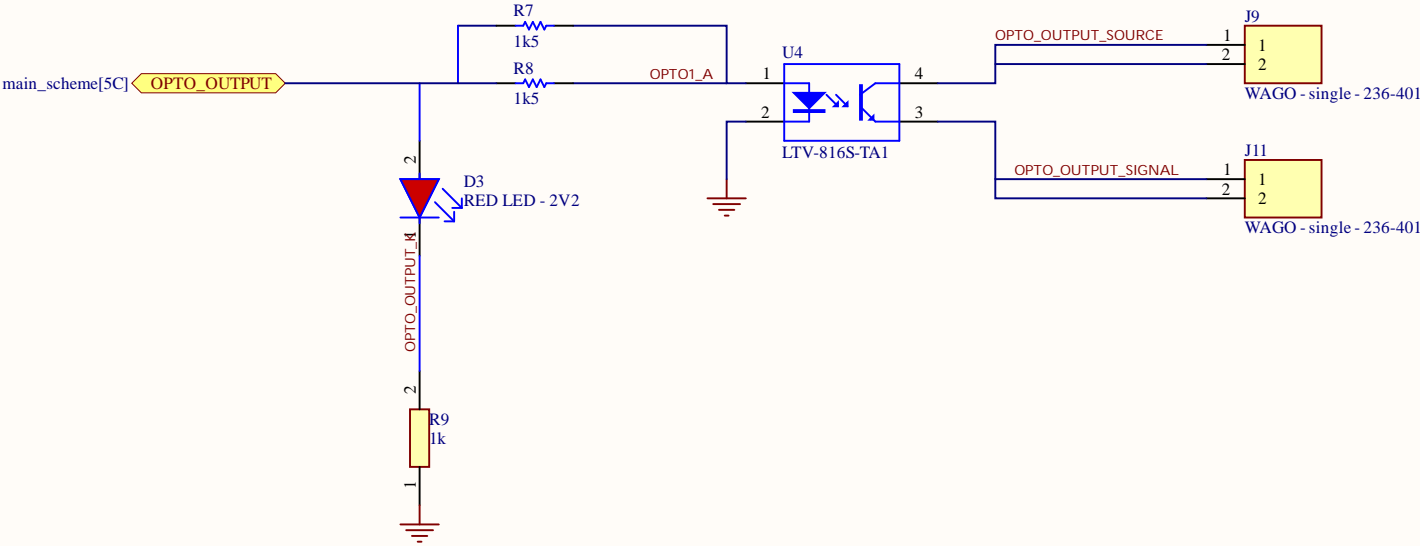 R7
1k5
main_scheme[5C] OPTO_OUTPUT
R8
1k5
OPTO1_A
U4
1
2
4
3
LTV-816S-TA1
OPTO_OUTPUT_SOURCE
J9
1 1
2 2
WAGO - single - 236-401
OPTO_OUTPUT_SIGNAL
J11
1 1
2 2
WAGO - single - 236-401
2
D3
RED LED - 2V2
1
OPTO_OUTPUT_K
2
R9
1k
1